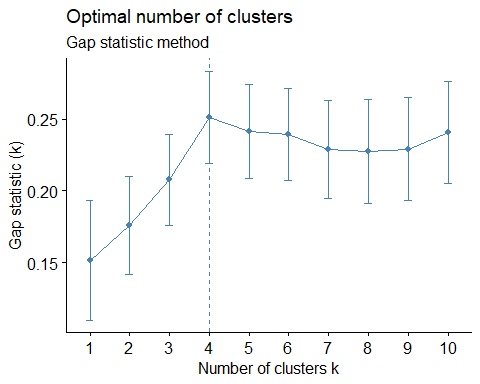 Optimal number of clusters
Gap statistic method
Gap statistic (k)
0.25
0.20
0.15
1 2 3 4 5 6 7 8 9 10
Number of clusters k